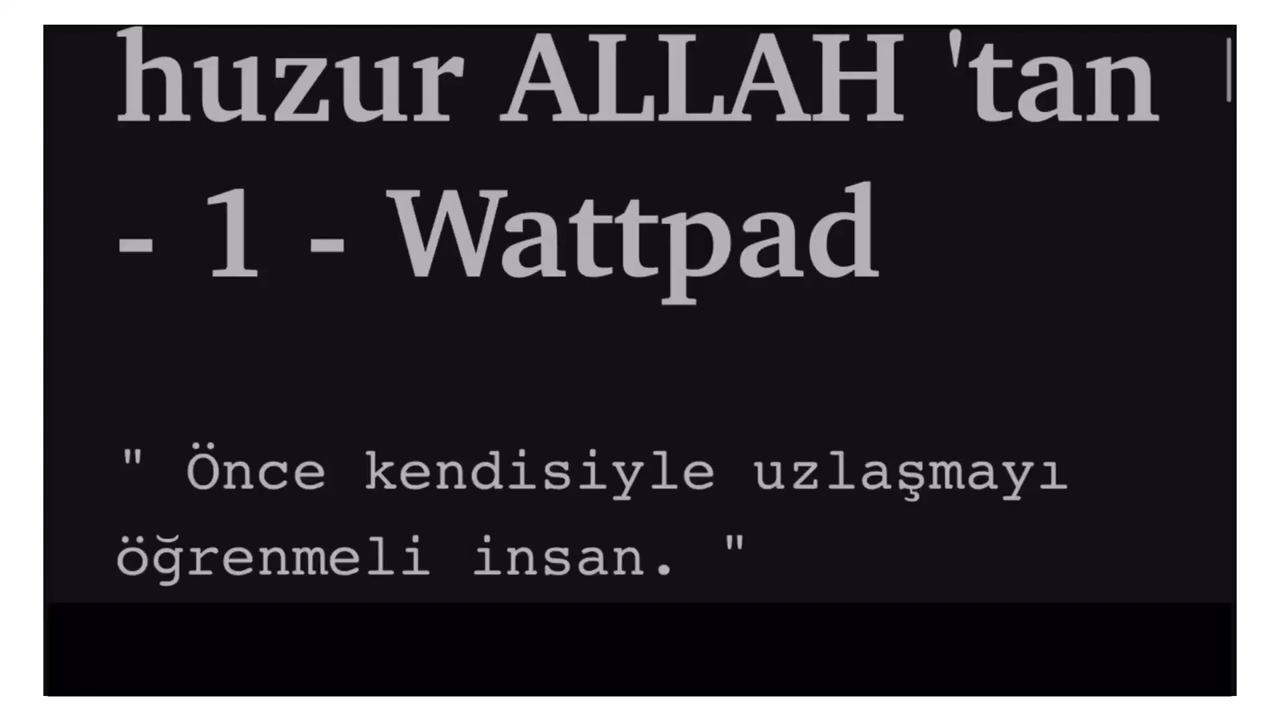 huzur ALLAH 'tan
- 1 - Wattpad
" Önce kendisiyle uzlaşmayı
öğrenmeli insan. "